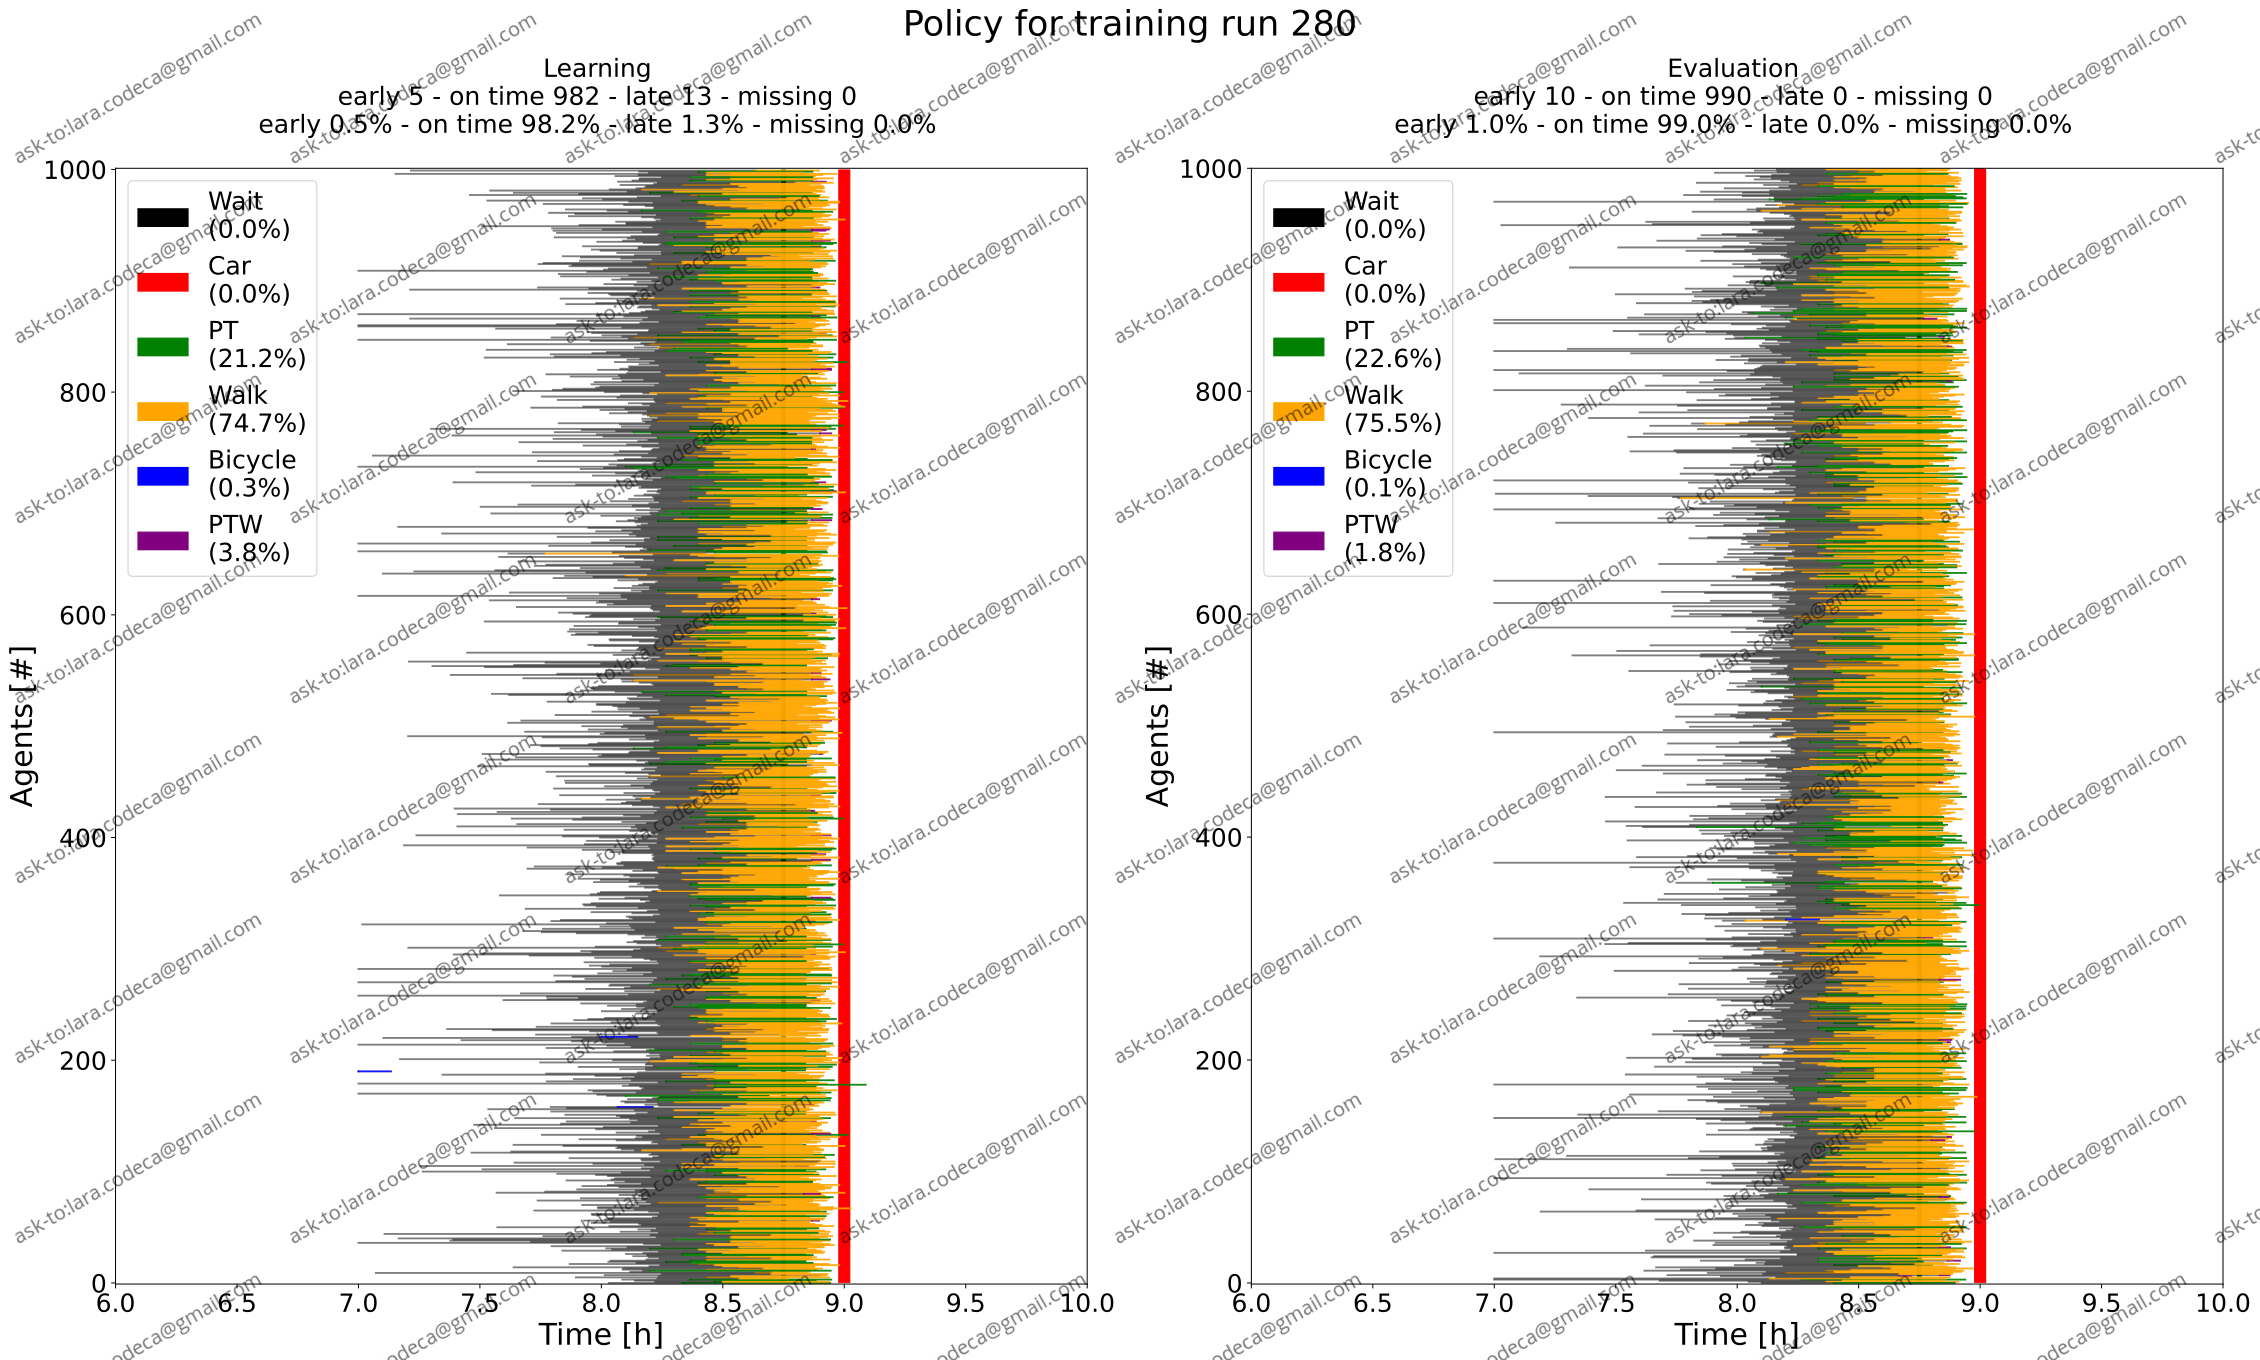 Policy for training run 280
Learning
early 5 - on time 982 - late 13 - missing 0
early 0.5% - on time 98.2% - late 1.3% - missing 0.0%
Evaluation
early 10 - on time 990 - late 0 - missing 0
early 1.0% - on time 99.0% - late 0.0% - missing 0.0%
Wait
(0.0%)
Car
(0.0%)
PT
(21.2%)
Walk
(74.7%)
Bicycle
(0.3%)
PTW
(3.8%)
1000
800
600
400
200
0
Agents [#]
6.0 6.5 7.0 7.5 8.0 8.5 9.0 9.5 10.0
Time [h]
Wait
(0.0%)
Car
(0.0%)
PT
(22.6%)
Walk
(75.5%)
Bicycle
(0.1%)
PTW
(1.8%)
1000
800
600
400
200
0
Agents [#]
6.0 6.5 7.0 7.5 8.0 8.5 9.0 9.5 10.0
Time [h]
ask-to:lara.codeca@gmail.com